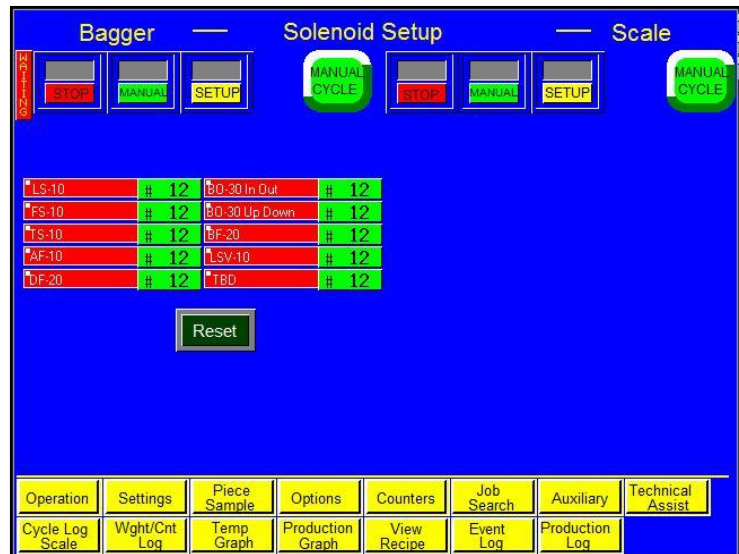 Bagger — Solenoid Setup — Scale
WAITING
STOP MANUAL SETUP MANUAL CYCLE STOP MANUAL SETUP MANUAL CYCLE
LS-10 # 12 BO-30 In Out # 12
FS-10 # 12 BO-30 Up Down # 12
TS-10 # 12 BF-20 # 12
AF-10 # 12 LSV-10 # 12
DF-20 # 12 TBD # 12
Reset
Operation Settings Piece Sample Options Counters Job Search Auxiliary Technical Assist
Cycle Log Scale Wght/Cnt Log Temp Graph Production Graph View Recipe Event Log Production Log